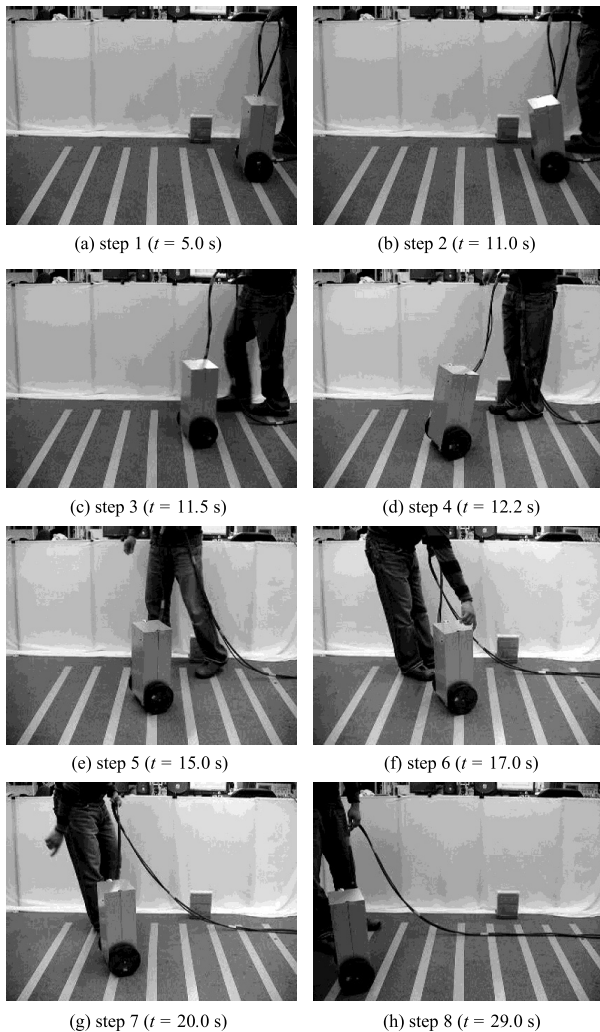 (a) step 1 (t = 5.0 s)
(b) step 2 (t = 11.0 s)
(c) step 3 (t = 11.5 s)
(d) step 4 (t = 12.2 s)
(e) step 5 (t = 15.0 s)
(f) step 6 (t = 17.0 s)
(g) step 7 (t = 20.0 s)
(h) step 8 (t = 29.0 s)